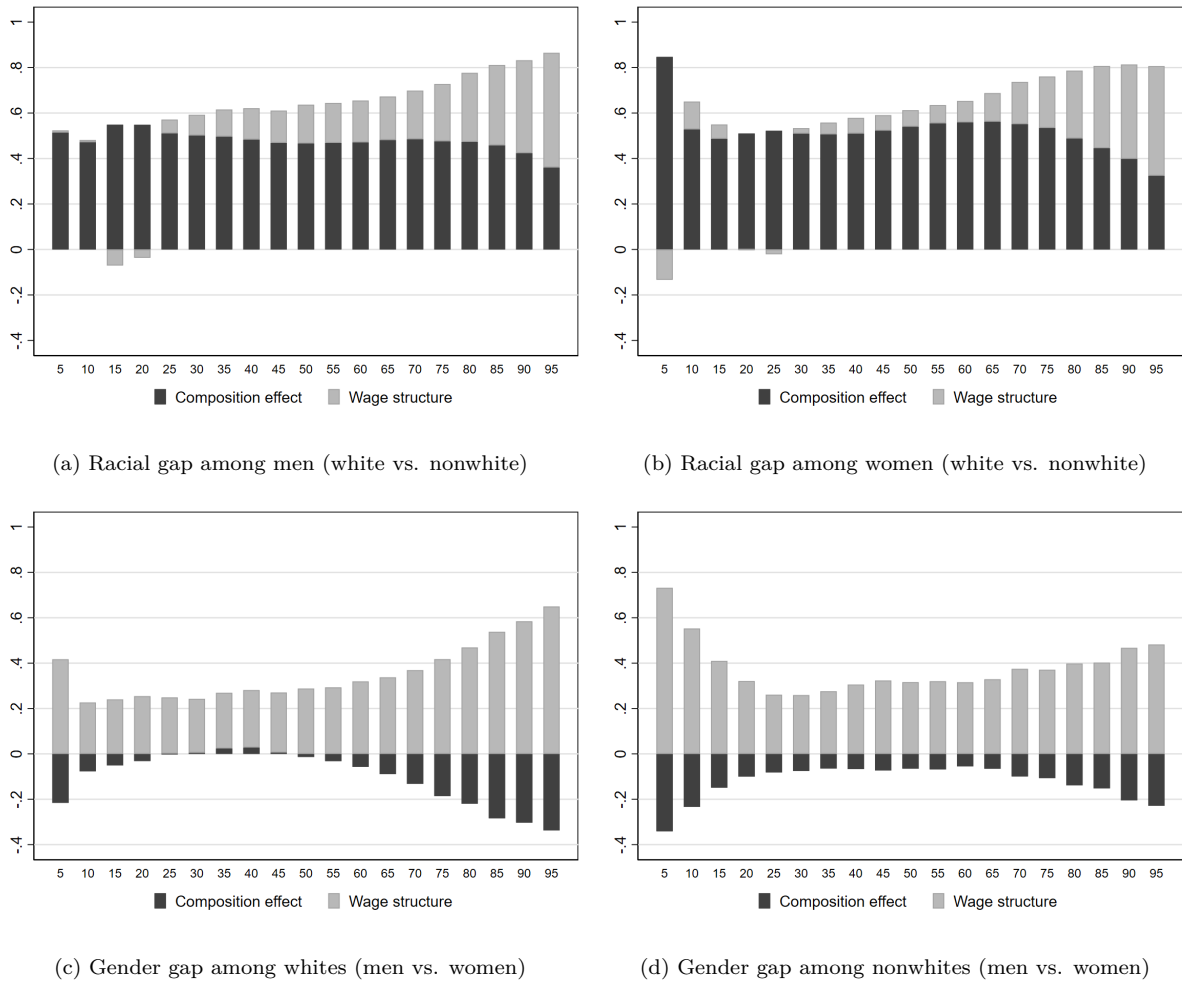 1
.8
.6
.4
.2
0
-.2
-.4
5 10 15 20 25 30 35 40 45 50 55 60 65 70 75 80 85 90 95
Composition effect Wage structure
(a) Racial gap among men (white vs. nonwhite)
1
.8
.6
.4
.2
0
-.2
-.4
5 10 15 20 25 30 35 40 45 50 55 60 65 70 75 80 85 90 95
Composition effect Wage structure
(b) Racial gap among women (white vs. nonwhite)
1
.8
.6
.4
.2
0
-.2
-.4
5 10 15 20 25 30 35 40 45 50 55 60 65 70 75 80 85 90 95
Composition effect Wage structure
(c) Gender gap among whites (men vs. women)
1
.8
.6
.4
.2
0
-.2
-.4
5 10 15 20 25 30 35 40 45 50 55 60 65 70 75 80 85 90 95
Composition effect Wage structure
(d) Gender gap among nonwhites (men vs. women)